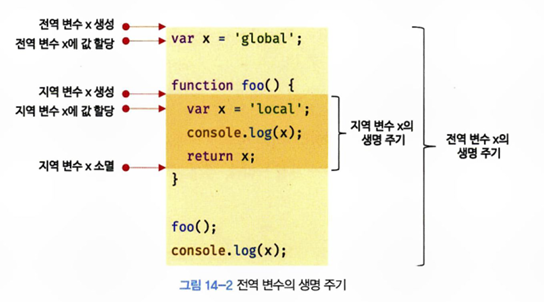 전역 변수 x 생성
전역 변수 x에 값 할당
var x = 'global';
지역 변수 x 생성
지역 변수 x에 값 할당
지역 변수 x 소멸
function foo() {
var x = 'local';
console.log(x);
return x;
}
foo();
console.log(x);
지역 변수 x의
생명 주기
전역 변수 x의
생명 주기
그림 14-2 전역 변수의 생명 주기